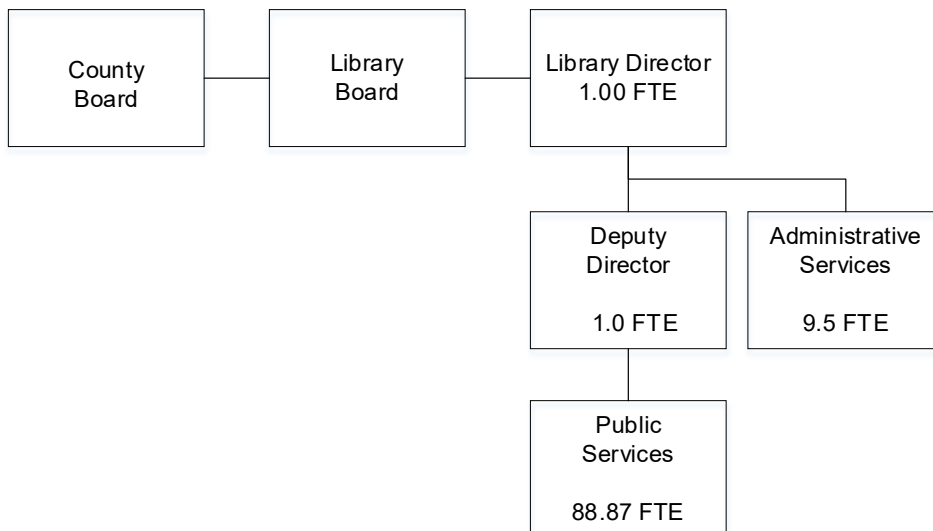 County
Board
Library
Board
Library Director
1.00 FTE
Deputy
Director
1.0 FTE
Administrative
Services
9.5 FTE
Public
Services
88.87 FTE